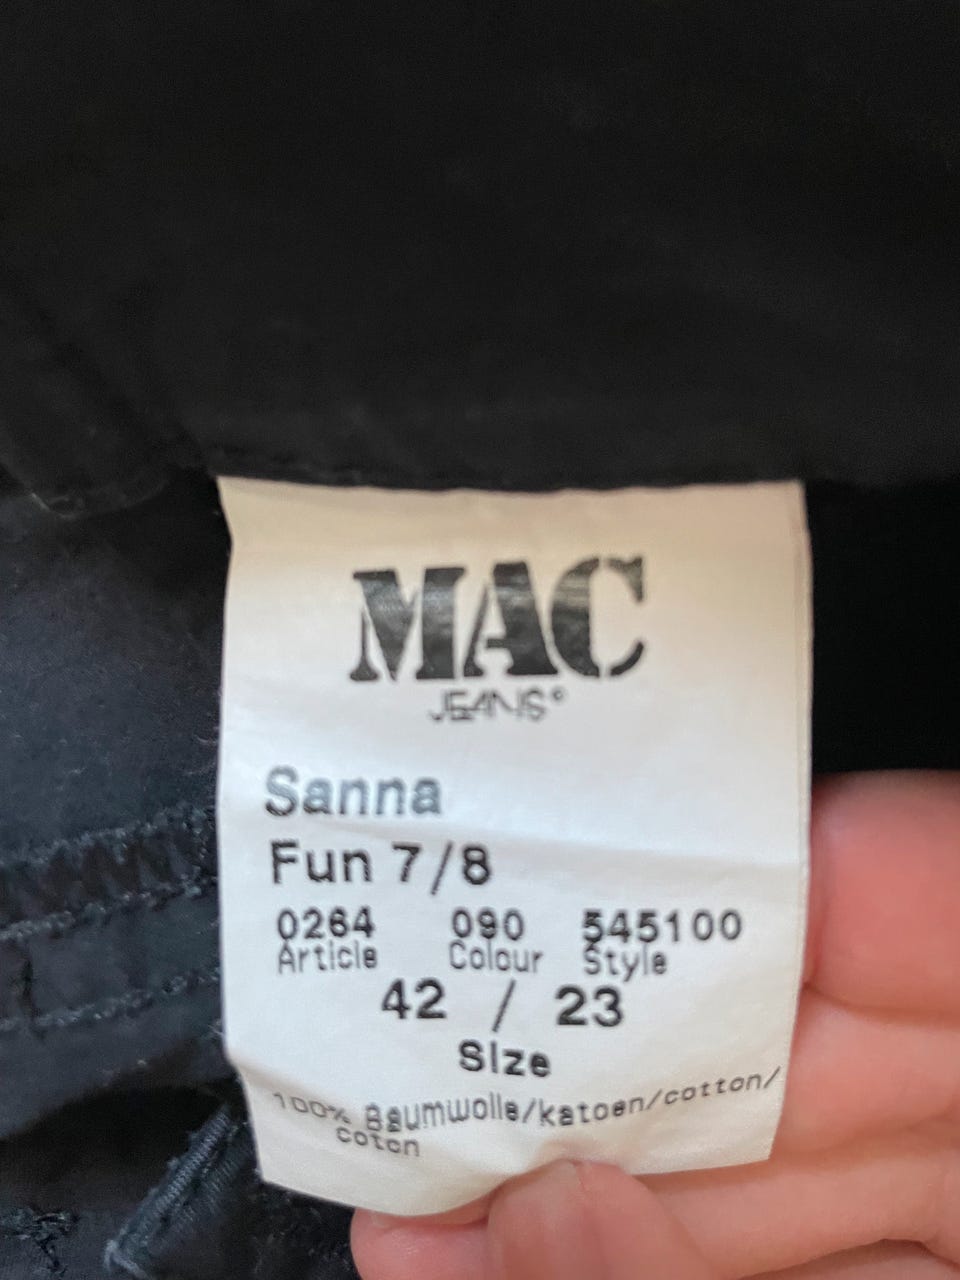 MAC
JEANS®
Sanna
Fun 7/8
0264 090 545100
Article Colour Style
42 / 23
Size
100% Baumwolle/katoen/cotton/
coton